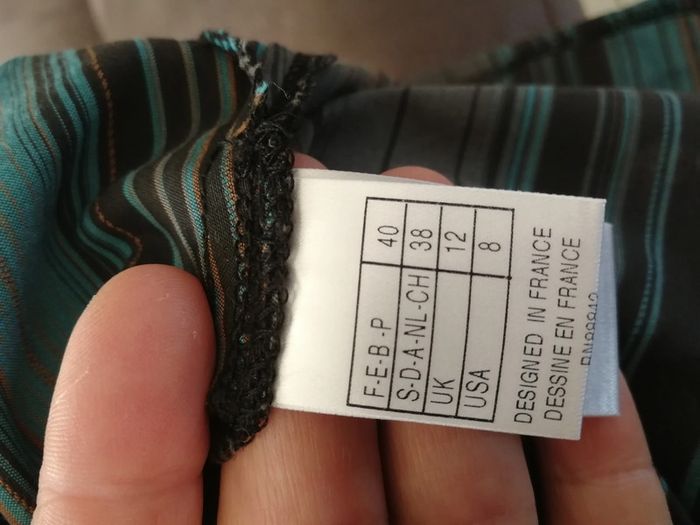 F-E-B-P 40
S-D-A-NL-CH 38
UK 12
USA 8
DESIGNED IN FRANCE
DESSINE EN FRANCE